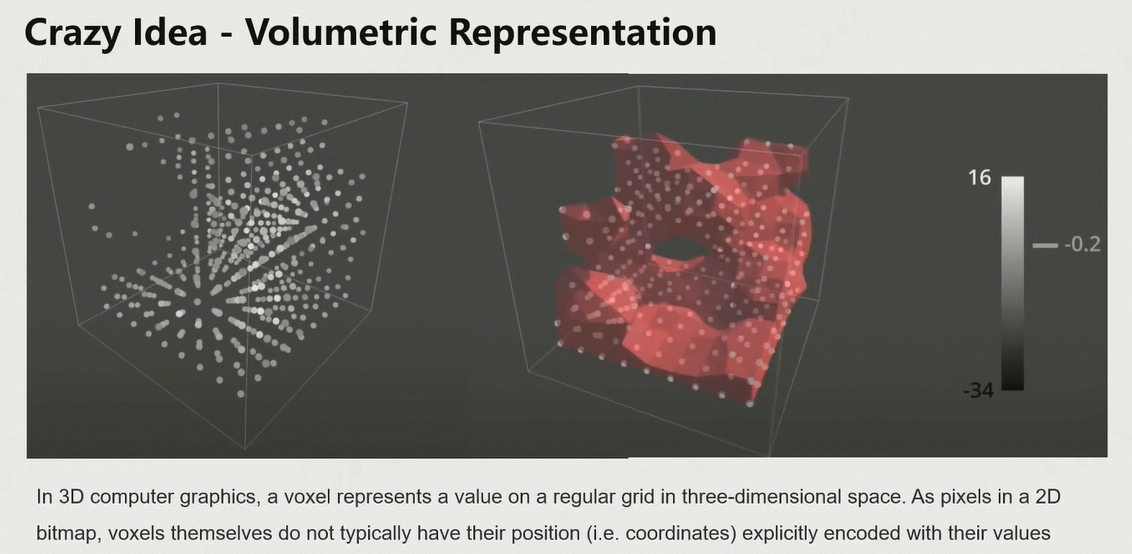 Crazy Idea - Volumetric Representation
16
-0.2
-34
In 3D computer graphics, a voxel represents a value on a regular grid in three-dimensional space. As pixels in a 2D
bitmap, voxels themselves do not typically have their position (i.e. coordinates) explicitly encoded with their values